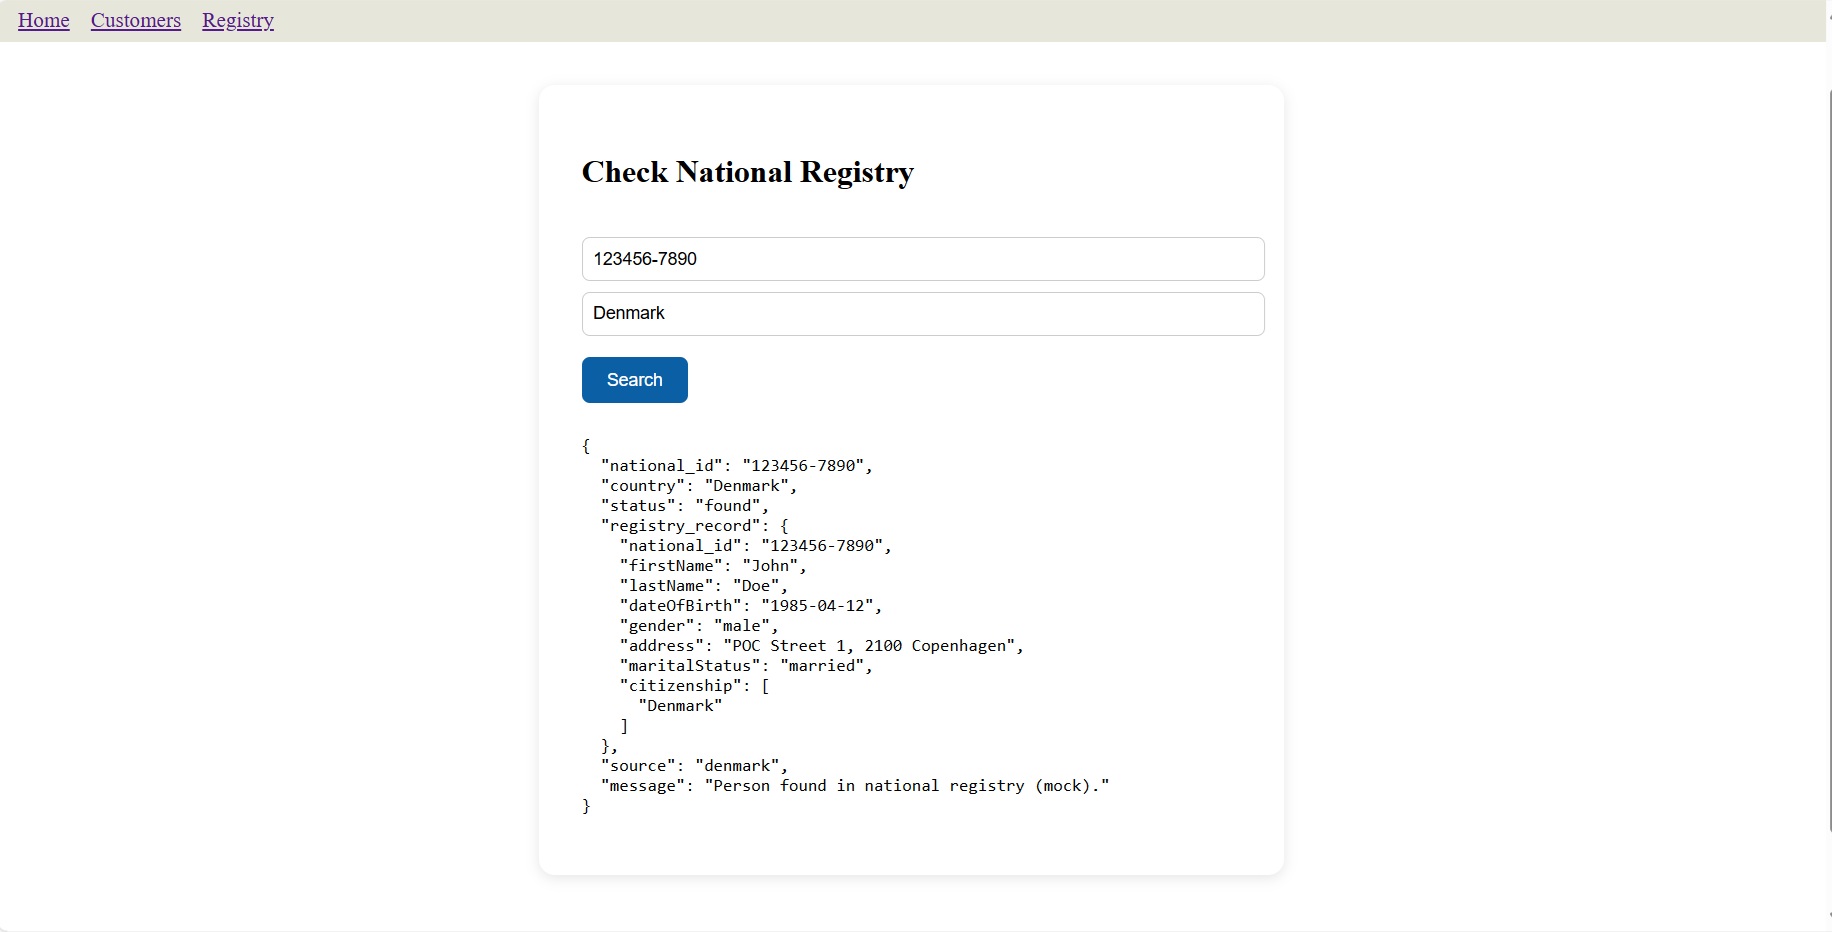 Home Customers Registry
Check National Registry
123456-7890
Denmark
Search
{
  "national_id": "123456-7890",
  "country": "Denmark",
  "status": "found",
  "registry_record": {
    "national_id": "123456-7890",
    "firstName": "John",
    "lastName": "Doe",
    "dateOfBirth": "1985-04-12",
    "gender": "male",
    "address": "POC Street 1, 2100 Copenhagen",
    "maritalStatus": "married",
    "citizenship": [
      "Denmark"
    ]
  },
  "source": "denmark",
  "message": "Person found in national registry (mock)."
}